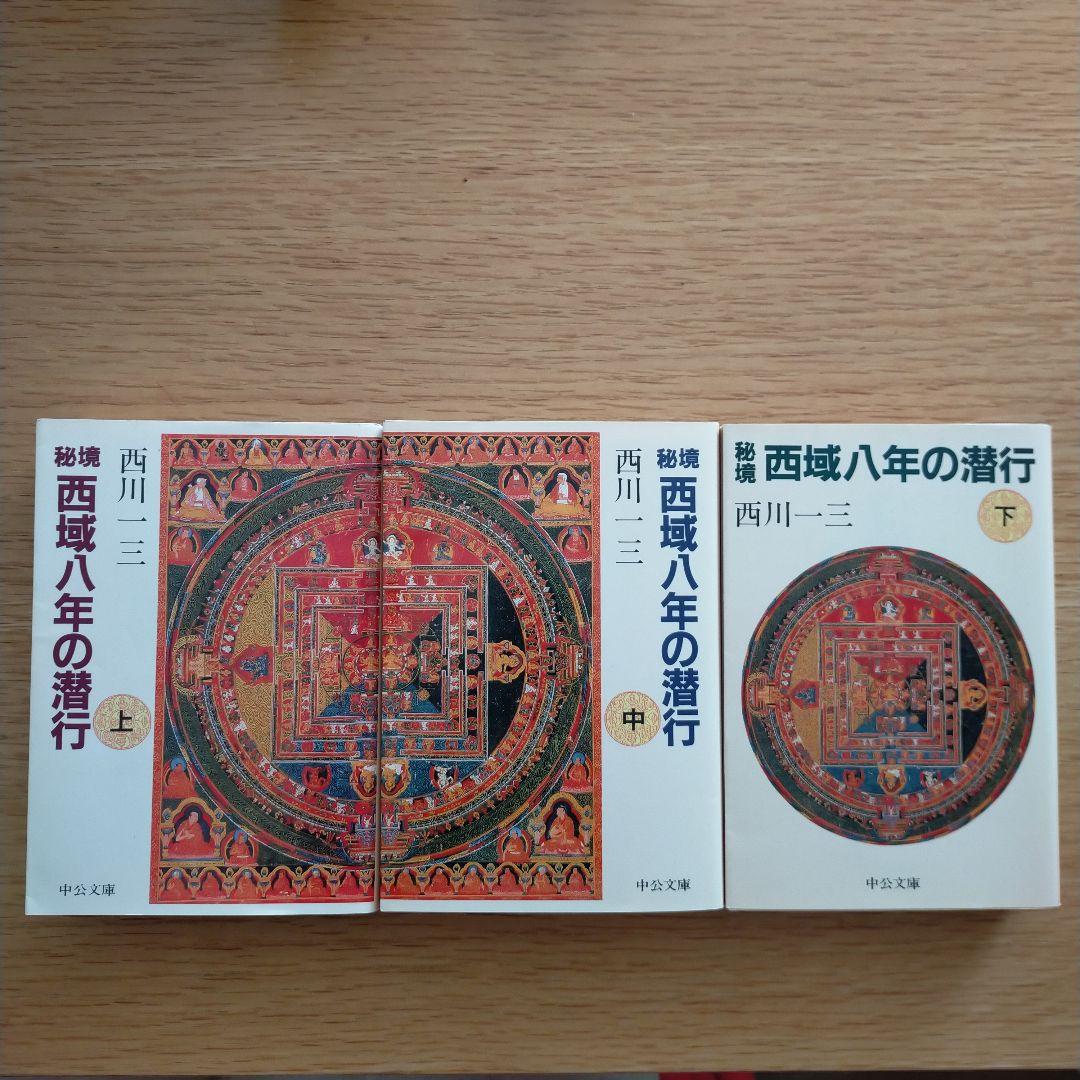 秘境
西域八年の潜行
西川一三
上
中公文庫
秘境
西域八年の潜行
西川一三
中
中公文庫
秘境
西域八年の潜行
西川一三
下
中公文庫